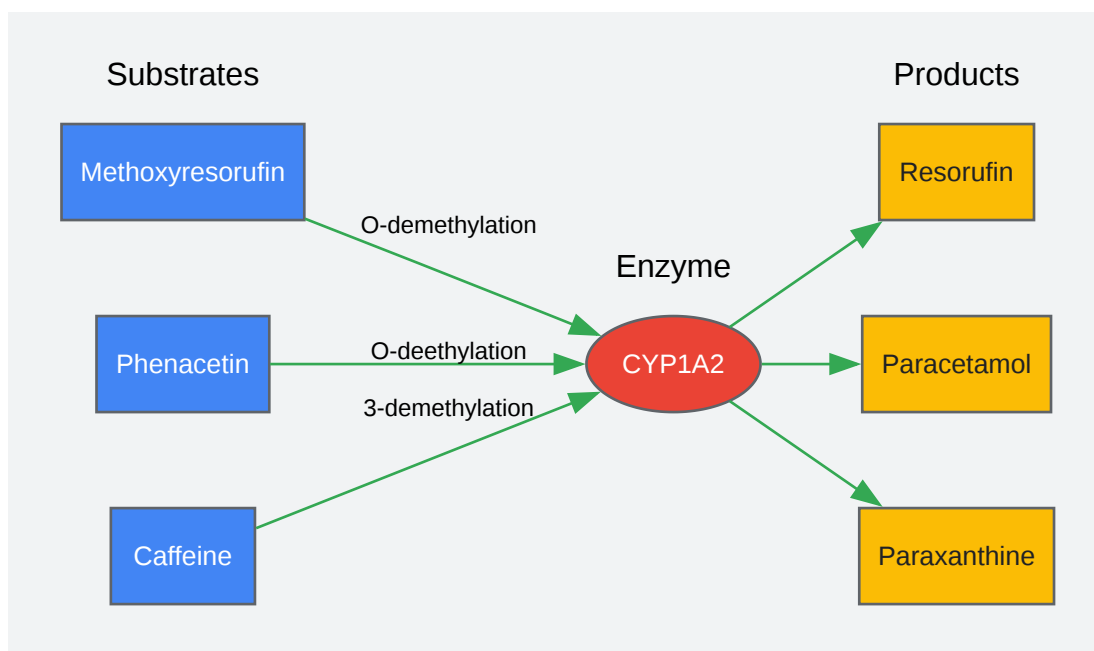 Substrates
Products
Methoxyresorufin
Resorufin
O-demethylation
Enzyme
Phenacetin
O-deethylation
CYP1A2
Paracetamol
3-demethylation
Caffeine
Paraxanthine